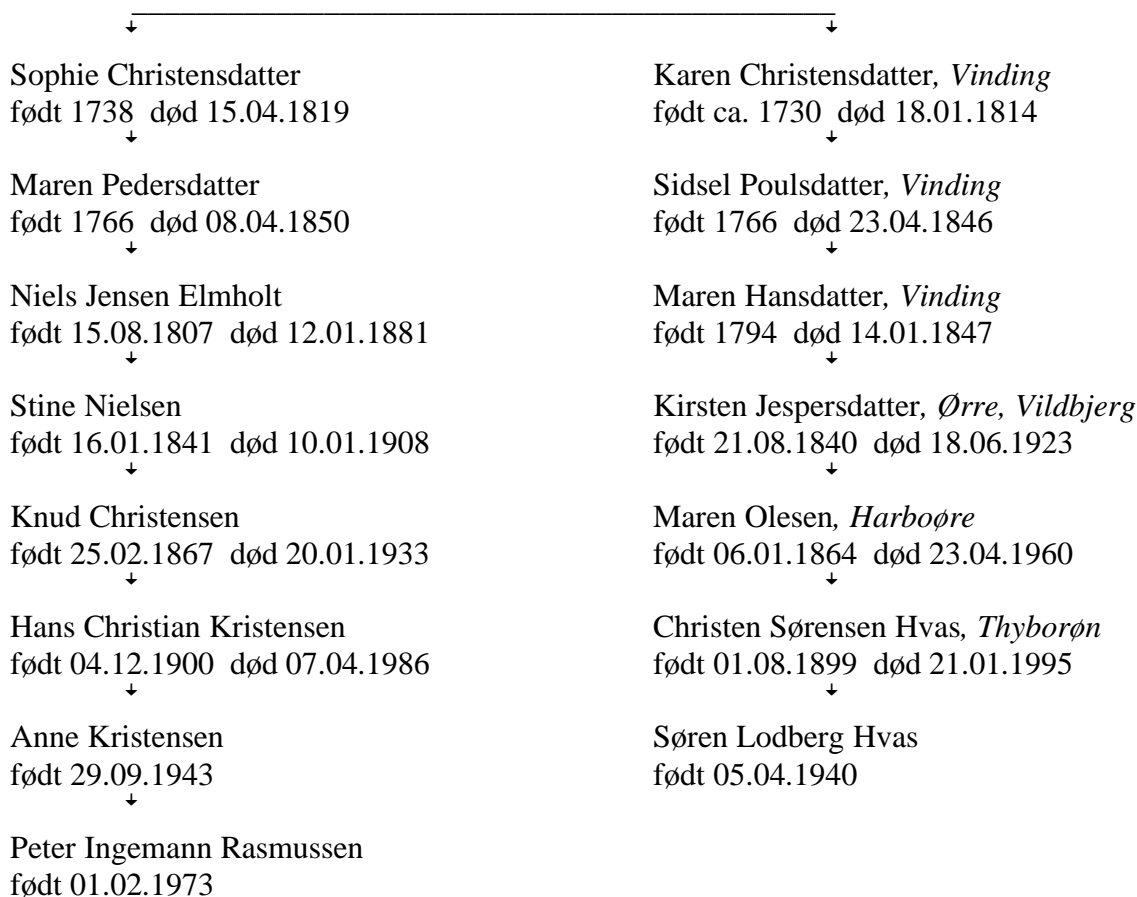 Sophie Christensdatter
født 1738 død 15.04.1819
Maren Pedersdatter
født 1766 død 08.04.1850
Niels Jensen Elmholt
født 15.08.1807 død 12.01.1881
Stine Nielsen
født 16.01.1841 død 10.01.1908
Knud Christensen
født 25.02.1867 død 20.01.1933
Hans Christian Kristensen
født 04.12.1900 død 07.04.1986
Anne Kristensen
født 29.09.1943
Peter Ingemann Rasmussen
født 01.02.1973
Karen Christensdatter, Vinding
født ca. 1730 død 18.01.1814
Sidsel Poulsdatter, Vinding
født 1766 død 23.04.1846
Maren Hansdatter, Vinding
født 1794 død 14.01.1847
Kirsten Jespersdatter, Ørre, Vildbjerg
født 21.08.1840 død 18.06.1923
Maren Olesen, Harboøre
født 06.01.1864 død 23.04.1960
Christen Sørensen Hvas, Thyborøn
født 01.08.1899 død 21.01.1995
Søren Lodberg Hvas
født 05.04.1940